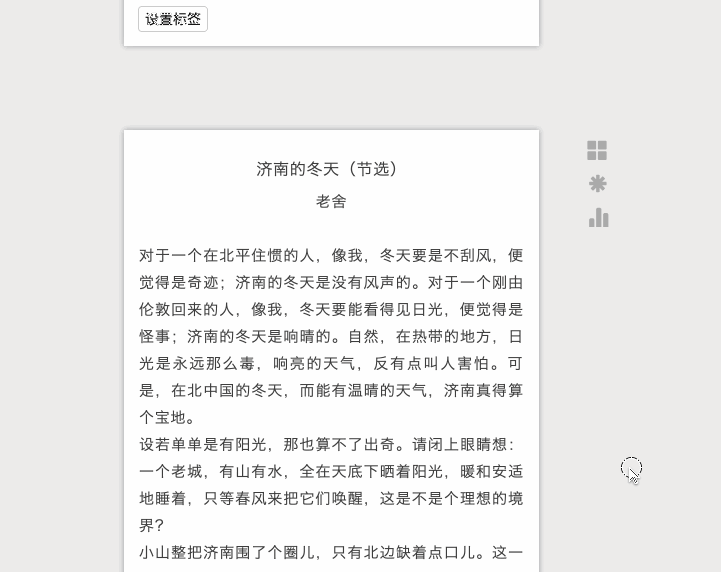 设置标签
济南的冬天（节选）
老舍
对于一个在北平住惯的人，像我，冬天要是不刮风，便
觉得是奇迹；济南的冬天是没有风声的。对于一个刚由
伦敦回来的人，像我，冬天要能看得见日光，便觉得是
怪事；济南的冬天是响晴的。自然，在热带的地方，日
光是永远那么毒，响亮的天气，反有点叫人害怕。可
是，在北中国的冬天，而能有温晴的天气，济南真得算
个宝地。
设若单单是有阳光，那也算不了出奇。请闭上眼睛想：
一个老城，有山有水，全在天底下晒着阳光，暖和安适
地睡着，只等春风来把它们唤醒，这是不是个理想的境
界？
小山整把济南围了个圈儿，只有北边缺着点口儿。这一